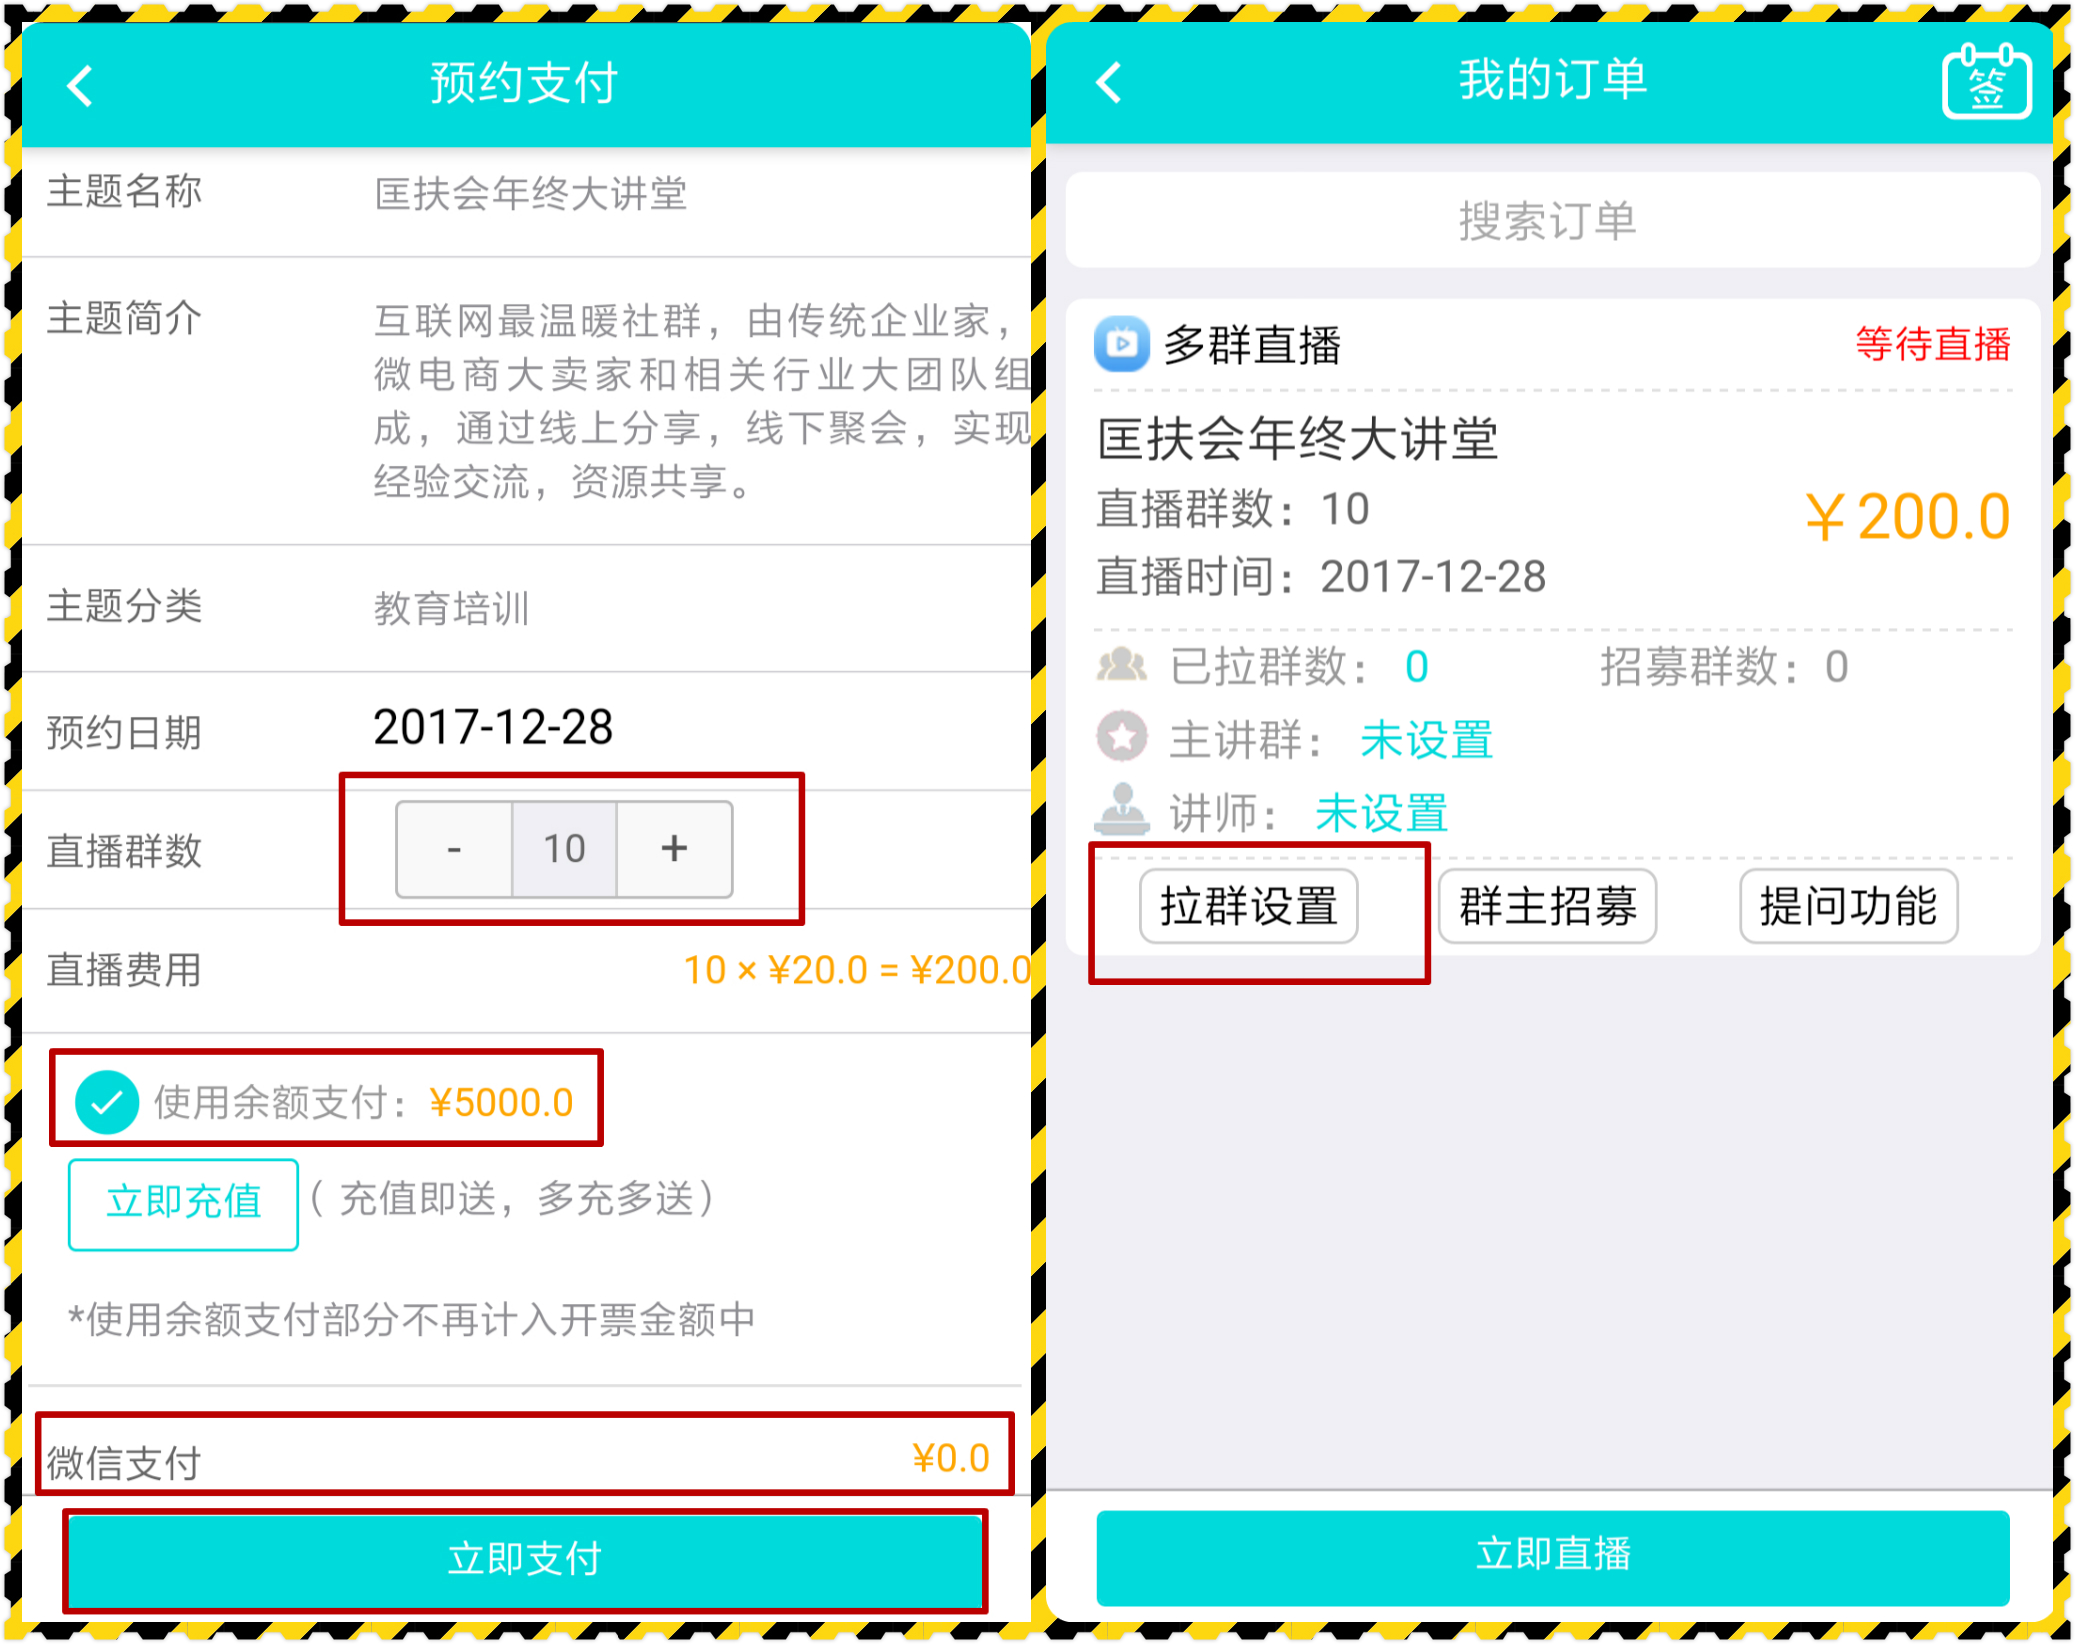 预约支付
主题名称
匡扶会年终大讲堂
主题简介
互联网最温暖社群，由传统企业家，
微电商大卖家和相关行业大团队组
成，通过线上分享，线下聚会，实现
经验交流，资源共享。
主题分类
教育培训
预约日期
2017-12-28
直播群数
- 10 +
直播费用
10 × ¥20.0 = ¥200.0
使用余额支付：¥5000.0
立即充值（充值即送，多充多送）
*使用余额支付部分不再计入开票金额中
微信支付
¥0.0
立即支付
我的订单
签
搜索订单
多群直播
等待直播
匡扶会年终大讲堂
直播群数：10
￥200.0
直播时间：2017-12-28
已拉群数：0
招募群数：0
主讲群：未设置
讲师：未设置
拉群设置
群主招募
提问功能
立即直播